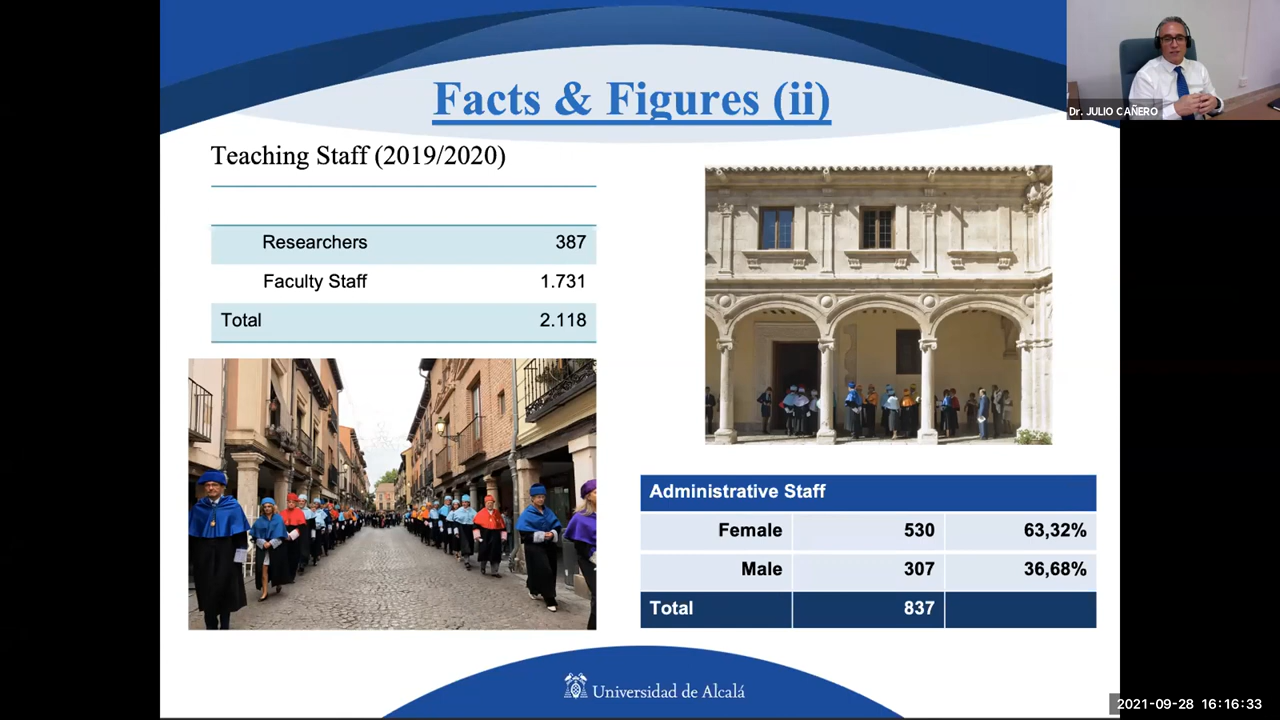 Facts & Figures (ii)
Dr. JULIO CAÑERO
Teaching Staff (2019/2020)
Researchers 387
Faculty Staff 1.731
Total 2.118
Administrative Staff
Female 530 63,32%
Male 307 36,68%
Total 837
Universidad de Alcalá
2021-09-28 16:16:33